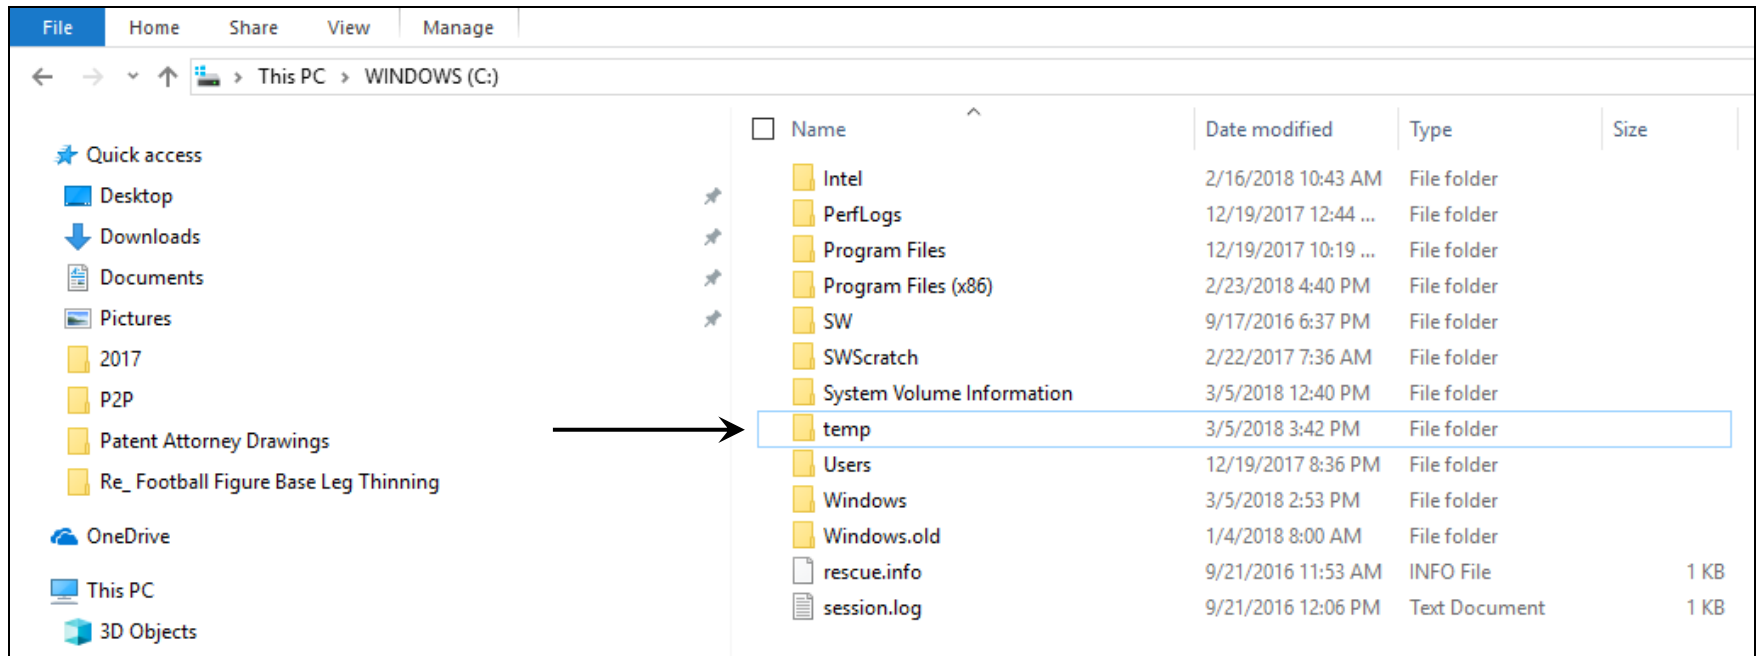 File Home Share View Manage
This PC > WINDOWS (C:)
Name Date modified Type Size
Quick access
Desktop
Downloads
Documents
Pictures
2017
P2P
Patent Attorney Drawings
Re_ Football Figure Base Leg Thinning
OneDrive
This PC
3D Objects
Intel 2/16/2018 10:43 AM File folder
PerfLogs 12/19/2017 12:44 ... File folder
Program Files 12/19/2017 10:19 ... File folder
Program Files (x86) 2/23/2018 4:40 PM File folder
SW 9/17/2016 6:37 PM File folder
SWScratch 2/22/2017 7:36 AM File folder
System Volume Information 3/5/2018 12:40 PM File folder
temp 3/5/2018 3:42 PM File folder
Users 12/19/2017 8:36 PM File folder
Windows 3/5/2018 2:53 PM File folder
Windows.old 1/4/2018 8:00 AM File folder
rescue.info 9/21/2016 11:53 AM INFO File 1 KB
session.log 9/21/2016 12:06 PM Text Document 1 KB